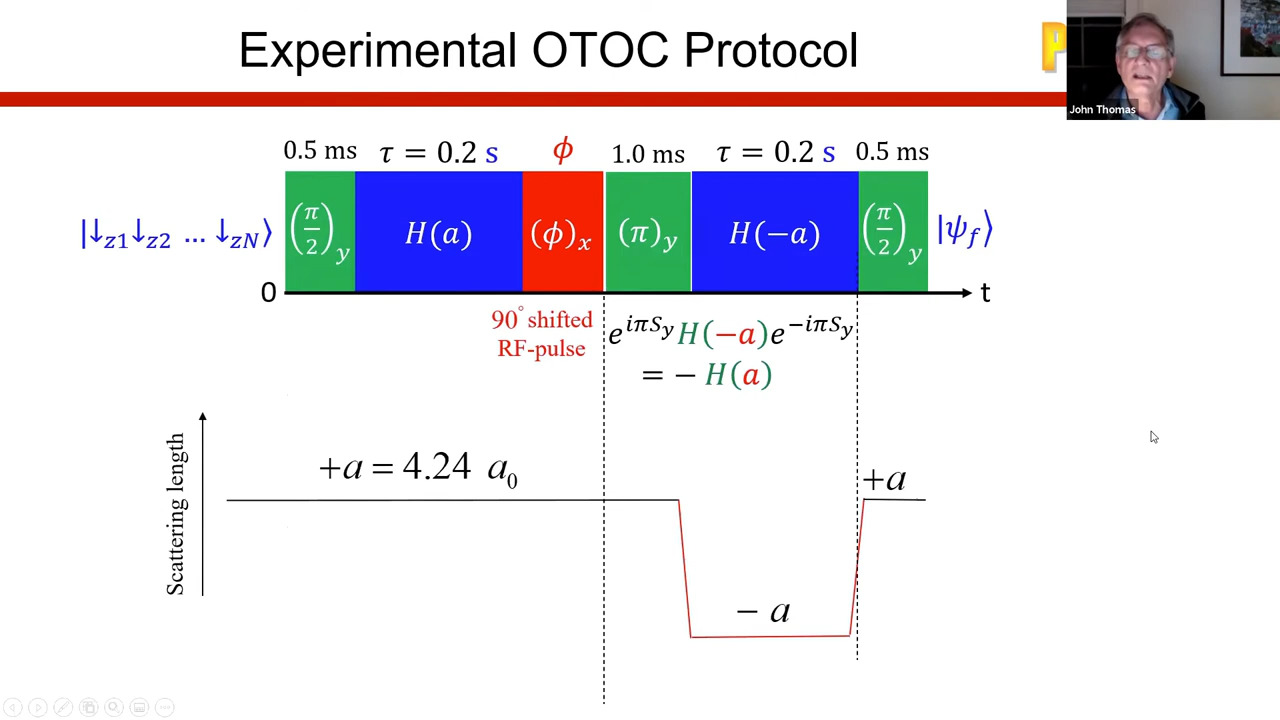 Experimental OTOC Protocol
P
John Thomas
0.5 ms τ = 0.2 s ϕ 1.0 ms τ = 0.2 s 0.5 ms
|↓z1↓z2 … ↓zN⟩ (π/2)y H(a) (ϕ)x (π)y H(−a) (π/2)y |ψf⟩
0 t
90° shifted
RF-pulse
e^{iπSy}H(−a)e^{−iπSy}
= − H(a)
Scattering length
+a = 4.24 a₀
+a
− a